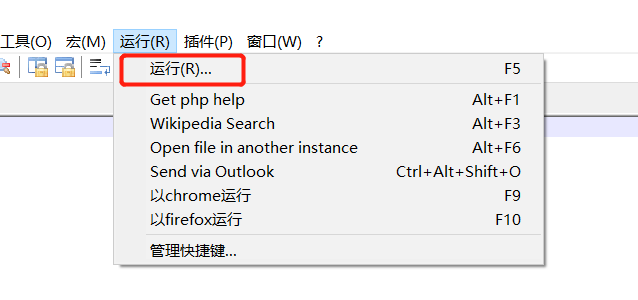 工具(O) 宏(M) 运行(R) 插件(P) 窗口(W) ?
运行(R)... F5
Get php help Alt+F1
Wikipedia Search Alt+F3
Open file in another instance Alt+F6
Send via Outlook Ctrl+Alt+Shift+O
以chrome运行 F9
以firefox运行 F10
管理快捷键...